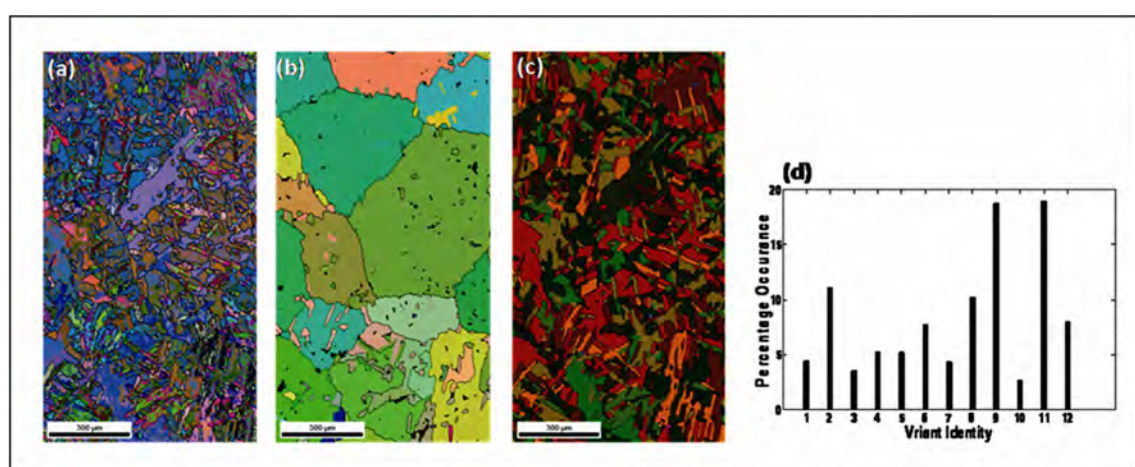 (a)
(b)
(c)
300 µm
300 µm
300 µm
(d)
Percentage Occurance
20
15
10
5
0
1 2 3 4 5 6 7 8 9 10 11 12
Vrient Identity